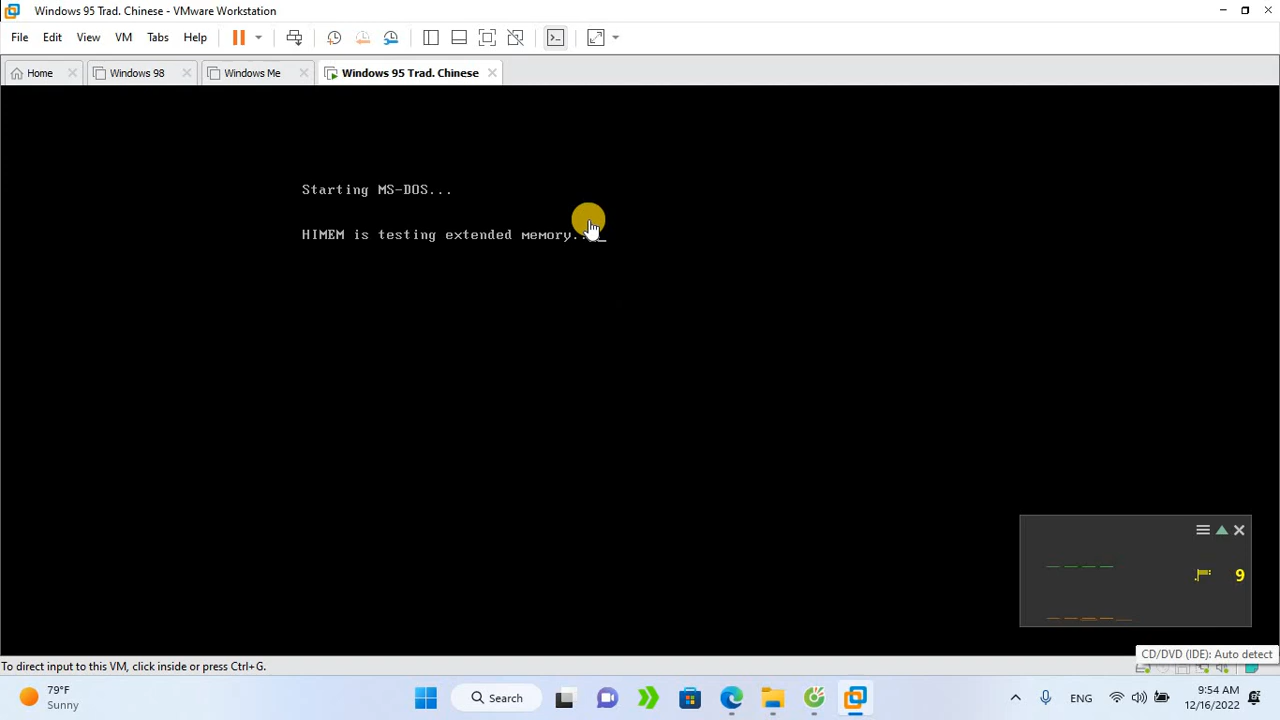 Windows 95 Trad. Chinese - VMware Workstation
File Edit View VM Tabs Help
Home Windows 98 Windows Me Windows 95 Trad. Chinese
Starting MS-DOS...
HIMEM is testing extended memory..
9
CD/DVD (IDE): Auto detect
To direct input to this VM, click inside or press Ctrl+G.
79°F
Sunny
Search
ENG
9:54 AM
12/16/2022